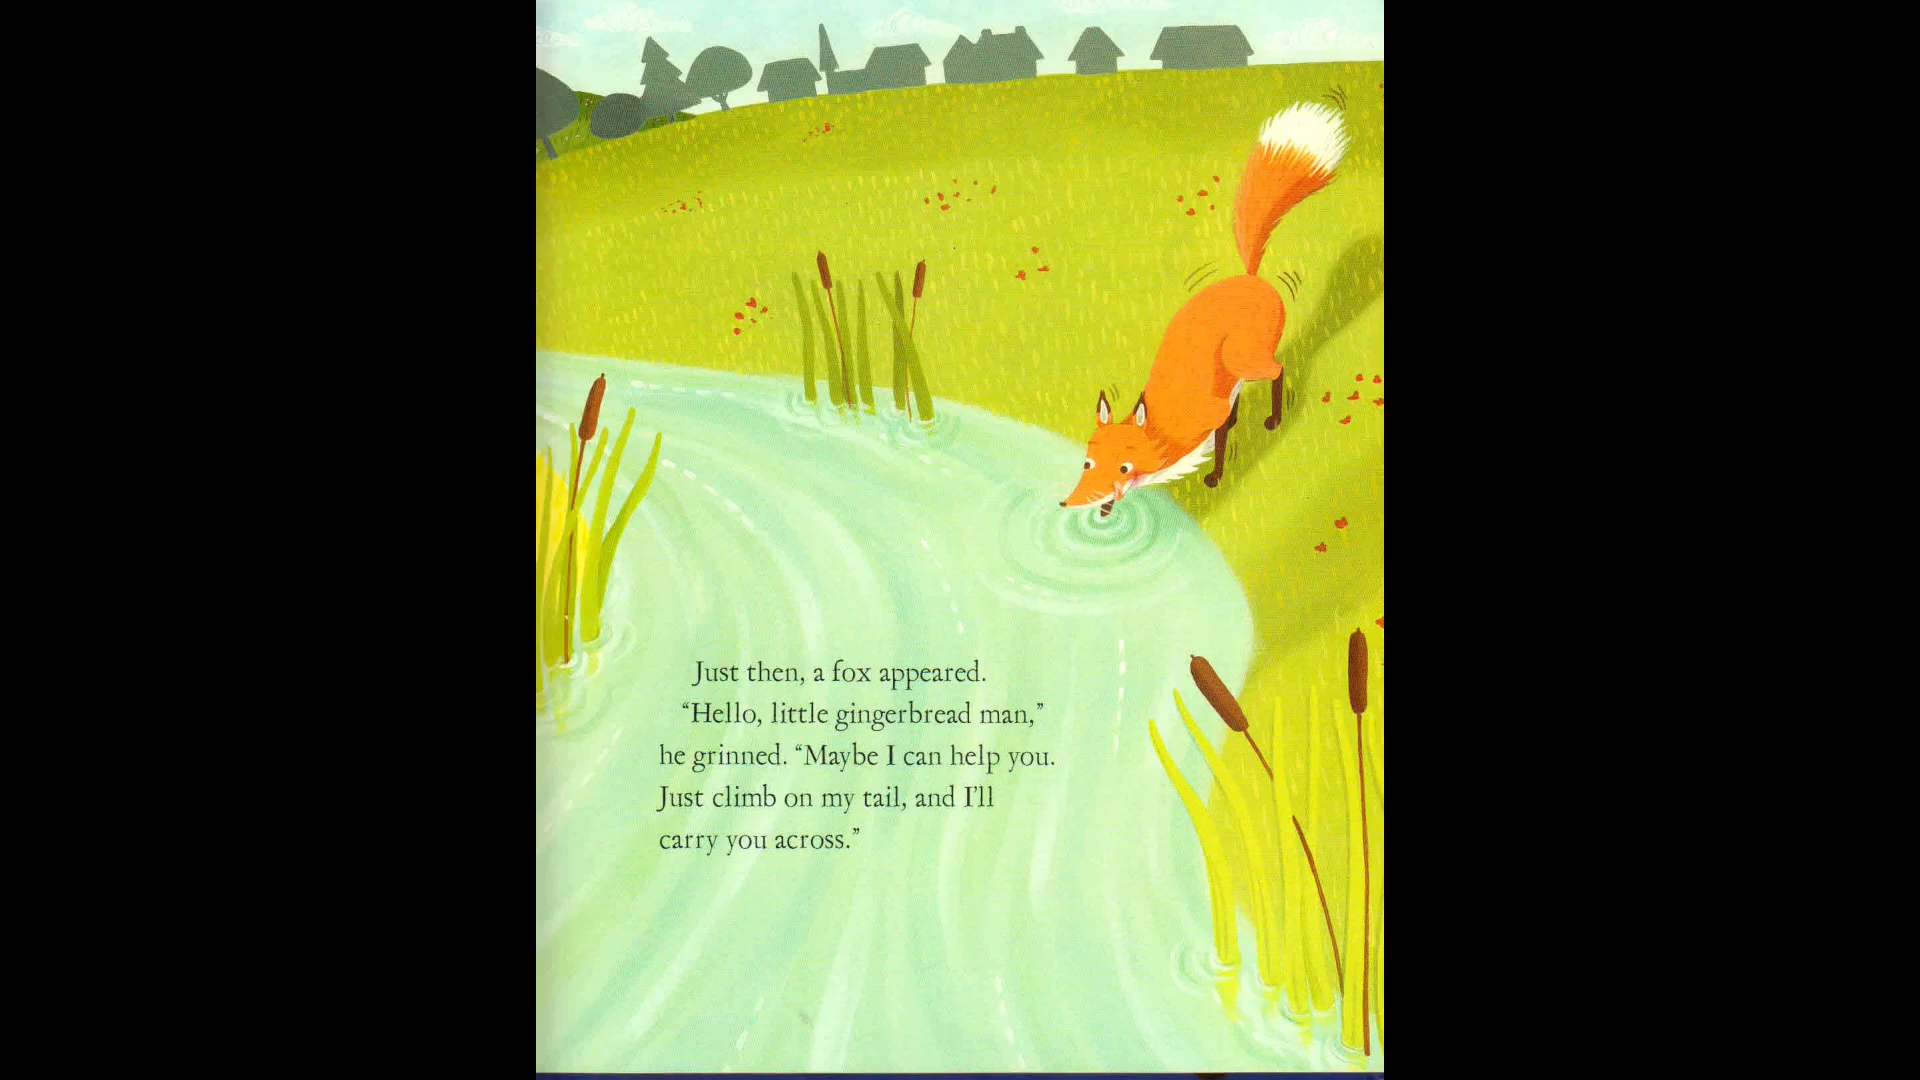 Just then, a fox appeared.
“Hello, little gingerbread man,”
he grinned. “Maybe I can help you.
Just climb on my tail, and I’ll
carry you across.”